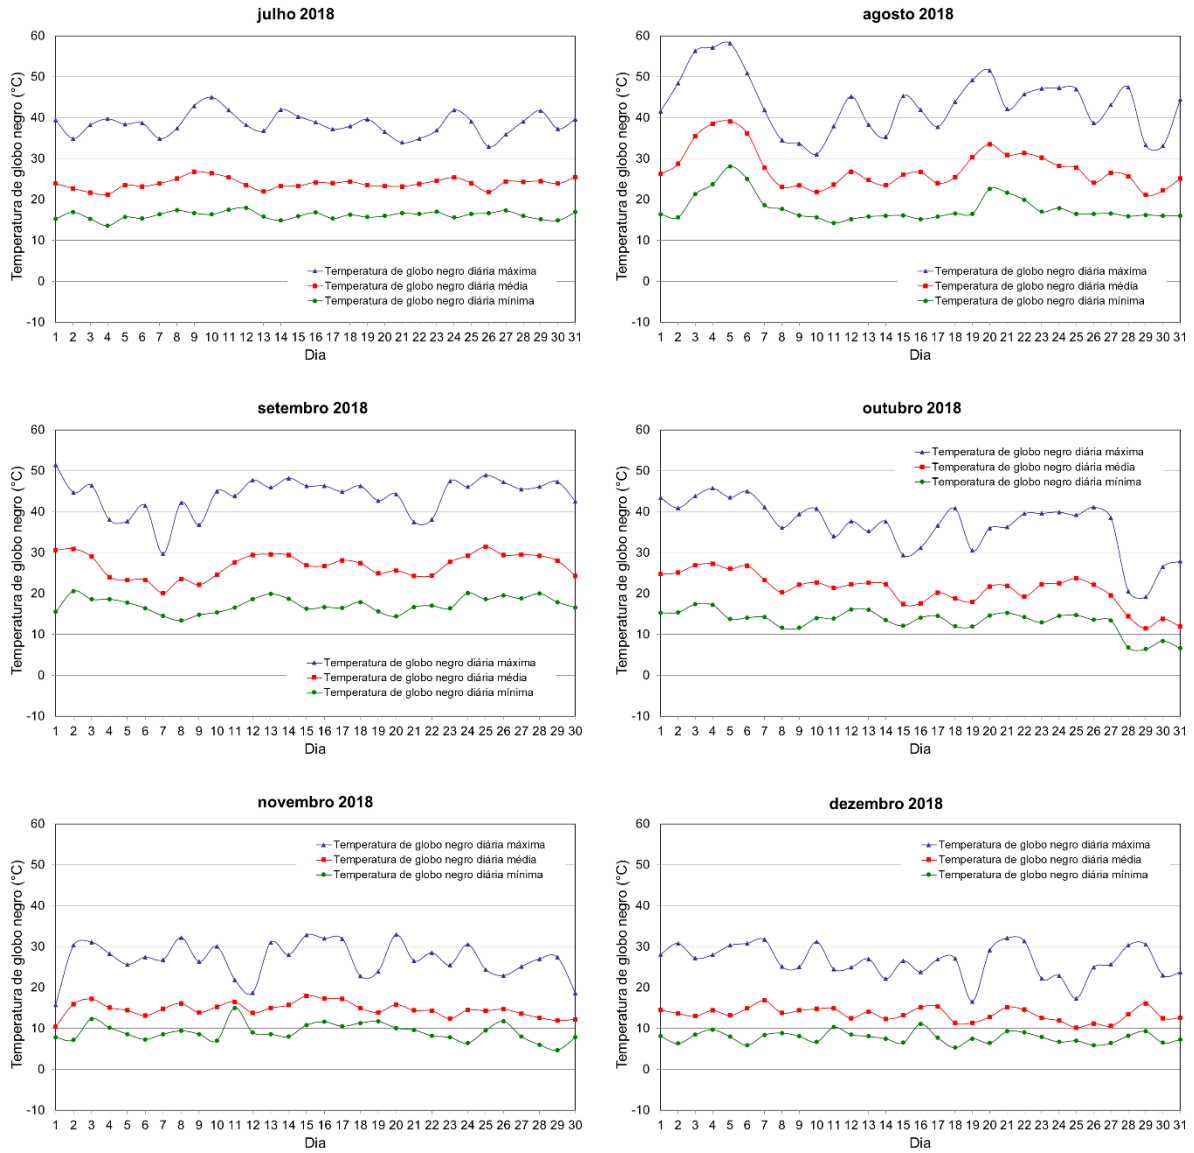 julho 2018
Temperatura de globo negro (°C)
60
50
40
30
20
10
0
-10
Temperatura de globo negro diária máxima
Temperatura de globo negro diária média
Temperatura de globo negro diária mínima
1 2 3 4 5 6 7 8 9 10 11 12 13 14 15 16 17 18 19 20 21 22 23 24 25 26 27 28 29 30 31
Dia
agosto 2018
Temperatura de globo negro (°C)
60
50
40
30
20
10
0
-10
Temperatura de globo negro diária máxima
Temperatura de globo negro diária média
Temperatura de globo negro diária mínima
1 2 3 4 5 6 7 8 9 10 11 12 13 14 15 16 17 18 19 20 21 22 23 24 25 26 27 28 29 30 31
Dia
setembro 2018
Temperatura de globo negro (°C)
60
50
40
30
20
10
0
-10
Temperatura de globo negro diária máxima
Temperatura de globo negro diária média
Temperatura de globo negro diária mínima
1 2 3 4 5 6 7 8 9 10 11 12 13 14 15 16 17 18 19 20 21 22 23 24 25 26 27 28 29 30
Dia
outubro 2018
Temperatura de globo negro (°C)
60
50
40
30
20
10
0
-10
Temperatura de globo negro diária máxima
Temperatura de globo negro diária média
Temperatura de globo negro diária mínima
1 2 3 4 5 6 7 8 9 10 11 12 13 14 15 16 17 18 19 20 21 22 23 24 25 26 27 28 29 30 31
Dia
novembro 2018
Temperatura de globo negro (°C)
60
50
40
30
20
10
0
-10
Temperatura de globo negro diária máxima
Temperatura de globo negro diária média
Temperatura de globo negro diária mínima
1 2 3 4 5 6 7 8 9 10 11 12 13 14 15 16 17 18 19 20 21 22 23 24 25 26 27 28 29 30
Dia
dezembro 2018
Temperatura de globo negro (°C)
60
50
40
30
20
10
0
-10
Temperatura de globo negro diária máxima
Temperatura de globo negro diária média
Temperatura de globo negro diária mínima
1 2 3 4 5 6 7 8 9 10 11 12 13 14 15 16 17 18 19 20 21 22 23 24 25 26 27 28 29 30 31
Dia